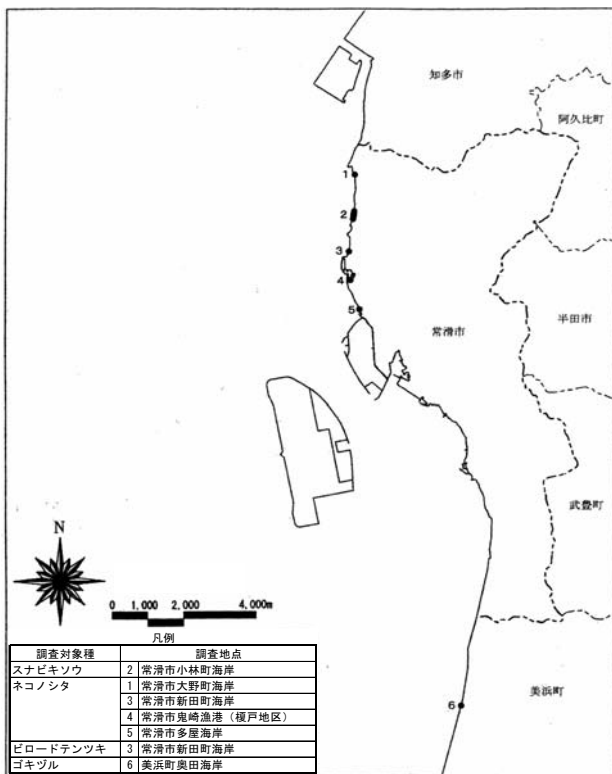 知多市
阿久比町
1
2
3
4
5
常滑市
半田市
武豊町
N
0 1,000 2,000 4,000m
凡例
調査対象種 調査地点
スナビキソウ 2 常滑市小林町海岸
ネコノシタ 1 常滑市大野町海岸
3 常滑市新田町海岸
4 常滑市鬼崎漁港(榎戸地区)
5 常滑市多屋海岸
ビロードテンツキ 3 常滑市新田町海岸
ゴキヅル 6 美浜町奥田海岸
6
美浜町